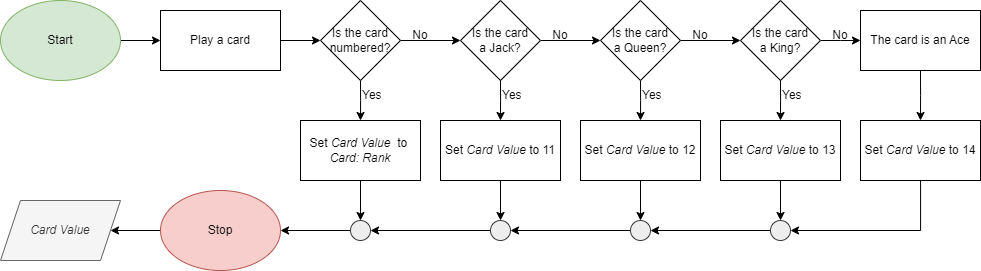 Start
Play a card
Is the card
numbered?
No
Is the card
a Jack?
No
Is the card
a Queen?
No
Is the card
a King?
No
The card is an Ace
Yes
Yes
Yes
Yes
Set Card Value to
Card: Rank
Set Card Value to 11
Set Card Value to 12
Set Card Value to 13
Set Card Value to 14
Card Value
Stop